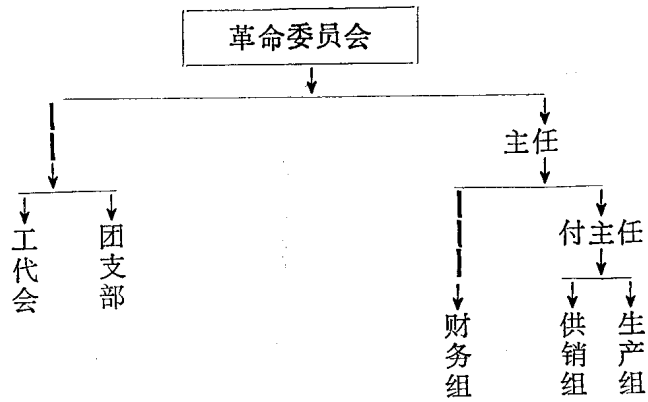 革命委员会
主任
付主任
工代会
团支部
财务组
供销组
生产组